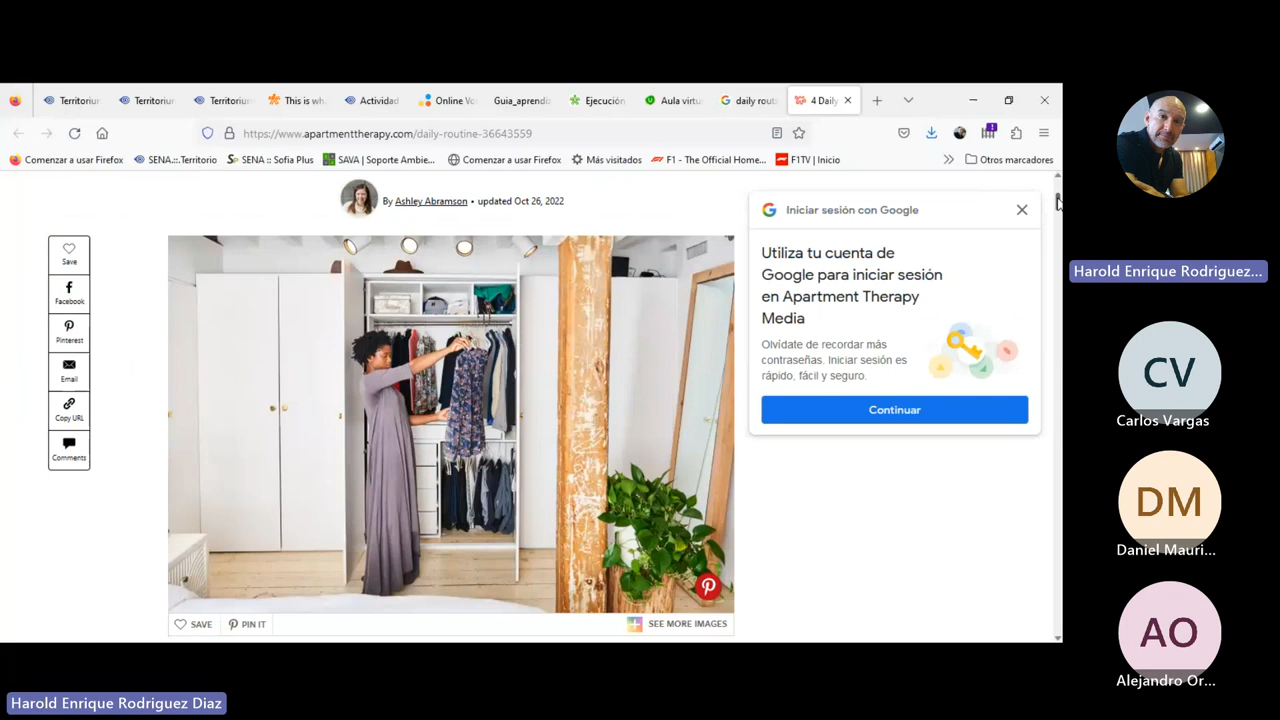 Territoriur
Territoriur
Territoriur
This is wh
Actividad
Online Vo
Guia_aprendiz
Ejecución
Aula virtu
daily rout
4 Daily
https://www.apartmenttherapy.com/daily-routine-36643559
Comenzar a usar Firefox
SENA.::.Territorio
SENA :: Sofia Plus
SAVA | Soporte Ambie...
Comenzar a usar Firefox
Más visitados
F1 - The Official Home...
F1TV | Inicio
Otros marcadores
By Ashley Abramson • updated Oct 26, 2022
Save
Facebook
Pinterest
Email
Copy URL
Comments
Iniciar sesión con Google
Utiliza tu cuenta de
Google para iniciar sesión
en Apartment Therapy
Media
Olvídate de recordar más
contraseñas. Iniciar sesión es
rápido, fácil y seguro.
Continuar
SAVE
PIN IT
SEE MORE IMAGES
Harold Enrique Rodriguez...
CV
Carlos Vargas
DM
Daniel Mauri...
AO
Alejandro Or...
Harold Enrique Rodriguez Diaz